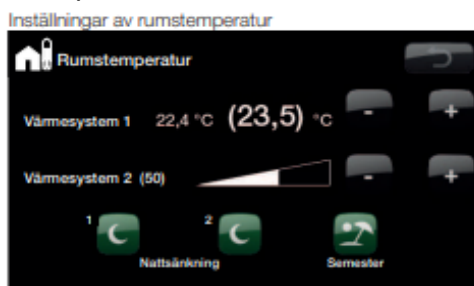 Inställningar av rumstemperatur
Rumstemperatur
Värmesystem 1 22,4 °C (23,5) °C - +
Värmesystem 2 (50) - +
1 2
Nattsänkning Semester